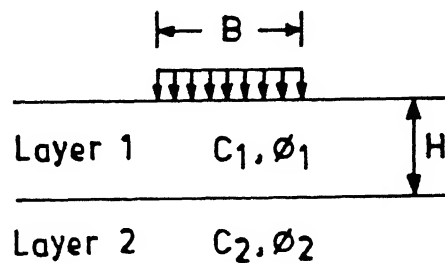 B
Layer 1 C₁, Ø₁
H
Layer 2 C₂, Ø₂